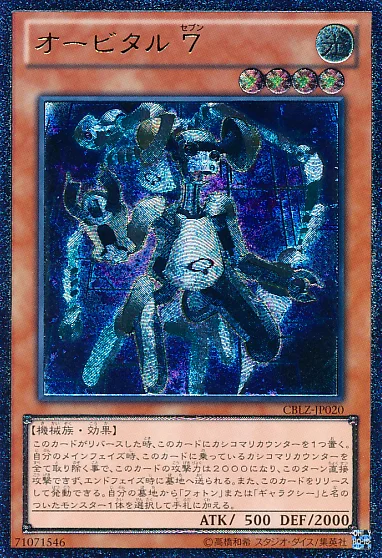 オービタル 7
セブン
光
CBLZ-JP020
【機械族・効果】
このカードがリバースした時、このカードにカシコマリカウンターを1つ置く。
自分のメインフェイズ時、このカードに乗っているカシコマリカウンターを
全て取り除く事で、このカードの攻撃力は2000になり、このターン直接
攻撃できず、エンドフェイズ時に墓地へ送られる。また、このカードをリリース
して発動できる。自分の墓地から「フォトン」または「ギャラクシー」と名の
ついたモンスター1体を選択して手札に加える。
ATK/ 500 DEF/2000
71071546
©高橋和希 スタジオ・ダイス/集英社